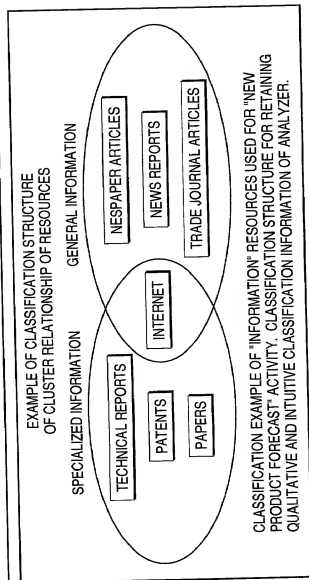 EXAMPLE OF CLASSIFICATION STRUCTURE
OF CLUSTER RELATIONSHIP OF RESOURCES
SPECIALIZED INFORMATION
GENERAL INFORMATION
TECHNICAL REPORTS
PATENTS
PAPERS
INTERNET
NESPAPER ARTICLES
NEWS REPORTS
TRADE JOURNAL ARTICLES
CLASSIFICATION EXAMPLE OF "INFORMATION" RESOURCES USED FOR "NEW
PRODUCT FORECAST" ACTIVITY. CLASSIFICATION STRUCTURE FOR RETAINING
QUALITATIVE AND INTUITIVE CLASSIFICATION INFORMATION OF ANALYZER.